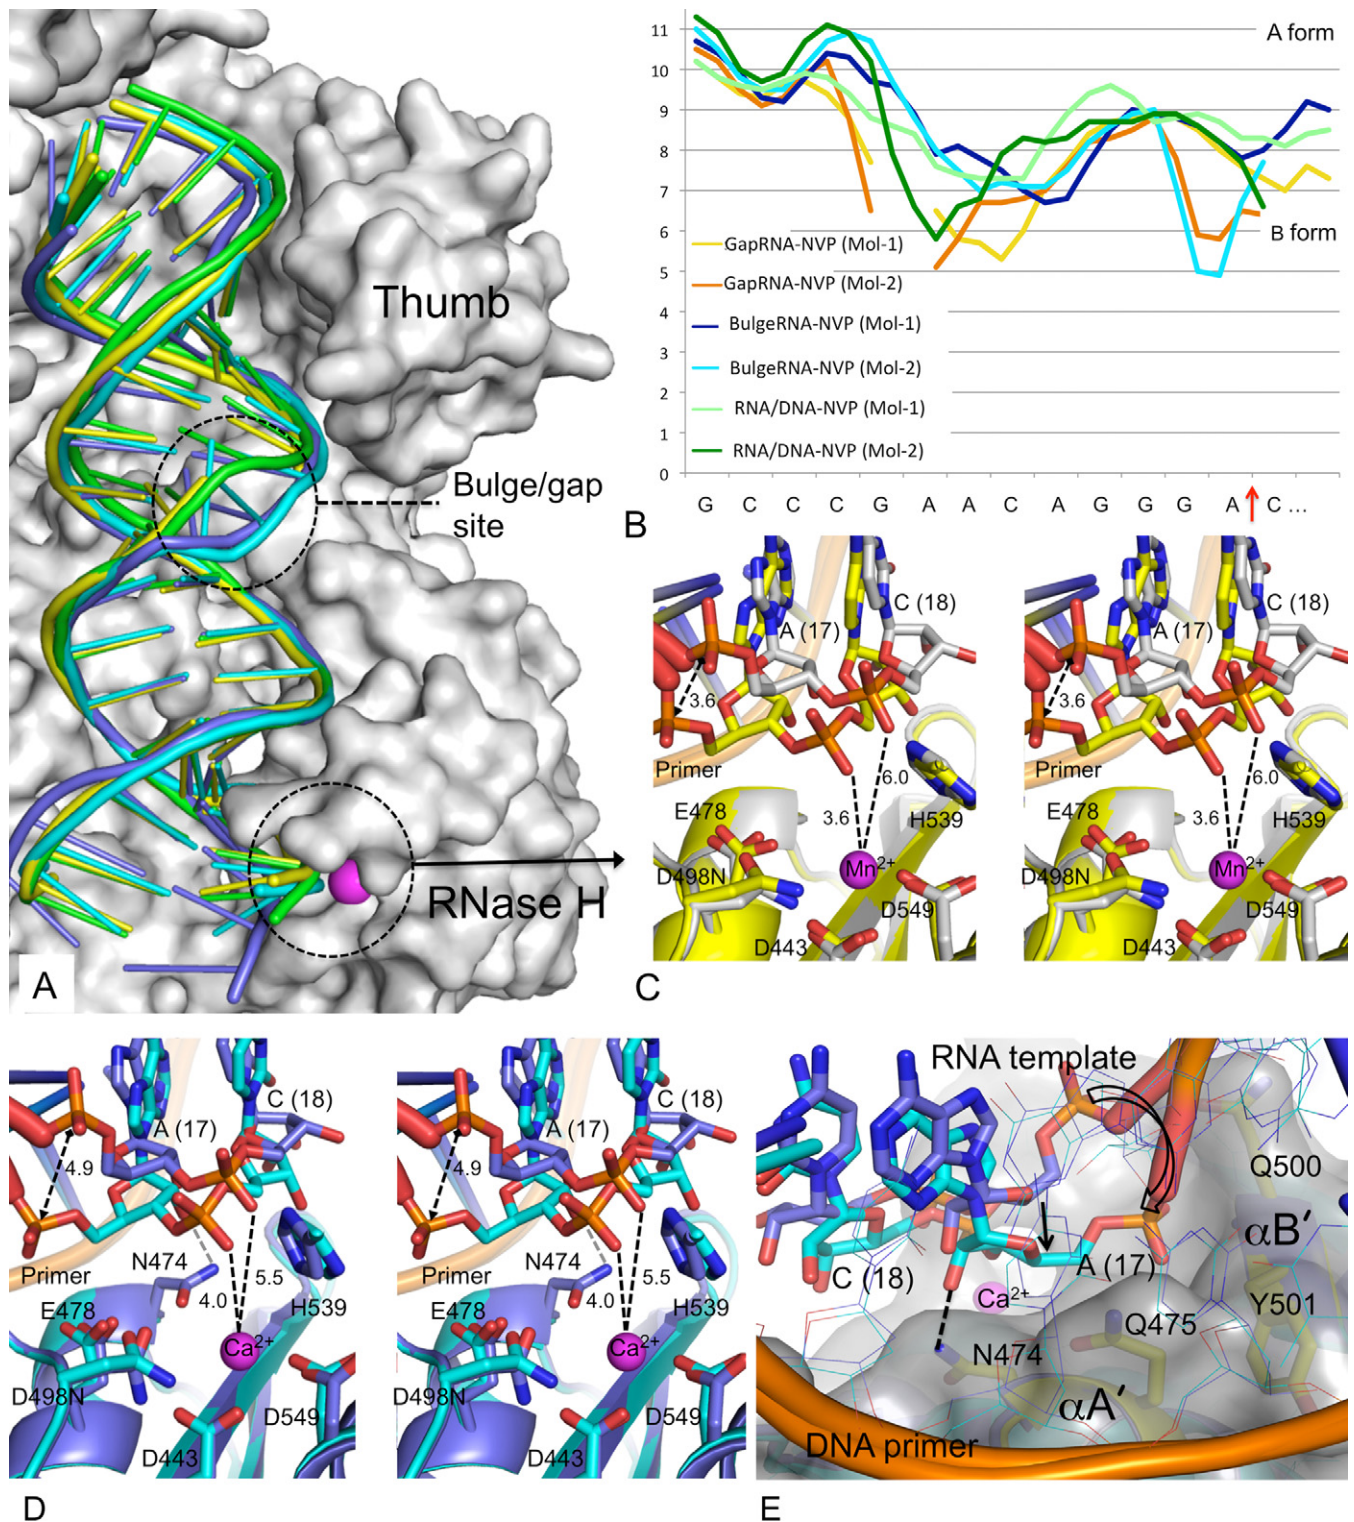 Thumb
Bulge/gap
site
RNase H
A
11
10
9
8
7
6
5
4
3
2
1
0
A form
B form
GapRNA-NVP (Mol-1)
GapRNA-NVP (Mol-2)
BulgeRNA-NVP (Mol-1)
BulgeRNA-NVP (Mol-2)
RNA/DNA-NVP (Mol-1)
RNA/DNA-NVP (Mol-2)
G C C C G A A C A G G G A C ...
B
C (18)
A (17)
3.6
Primer
6.0
E478
3.6
H539
Mn2+
D498N
D549
D443
C (18)
A (17)
3.6
Primer
6.0
E478
3.6
H539
Mn2+
D498N
D549
D443
C
C (18)
A (17)
4.9
N474
Primer
5.5
E478
4.0
H539
Ca2+
D498N
D549
D443
C (18)
A (17)
4.9
N474
Primer
5.5
E478
4.0
H539
Ca2+
D498N
D549
D443
D
RNA template
Q500
αB′
C (18)
A (17)
Ca2+
Y501
Q475
N474
αA′
DNA primer
E